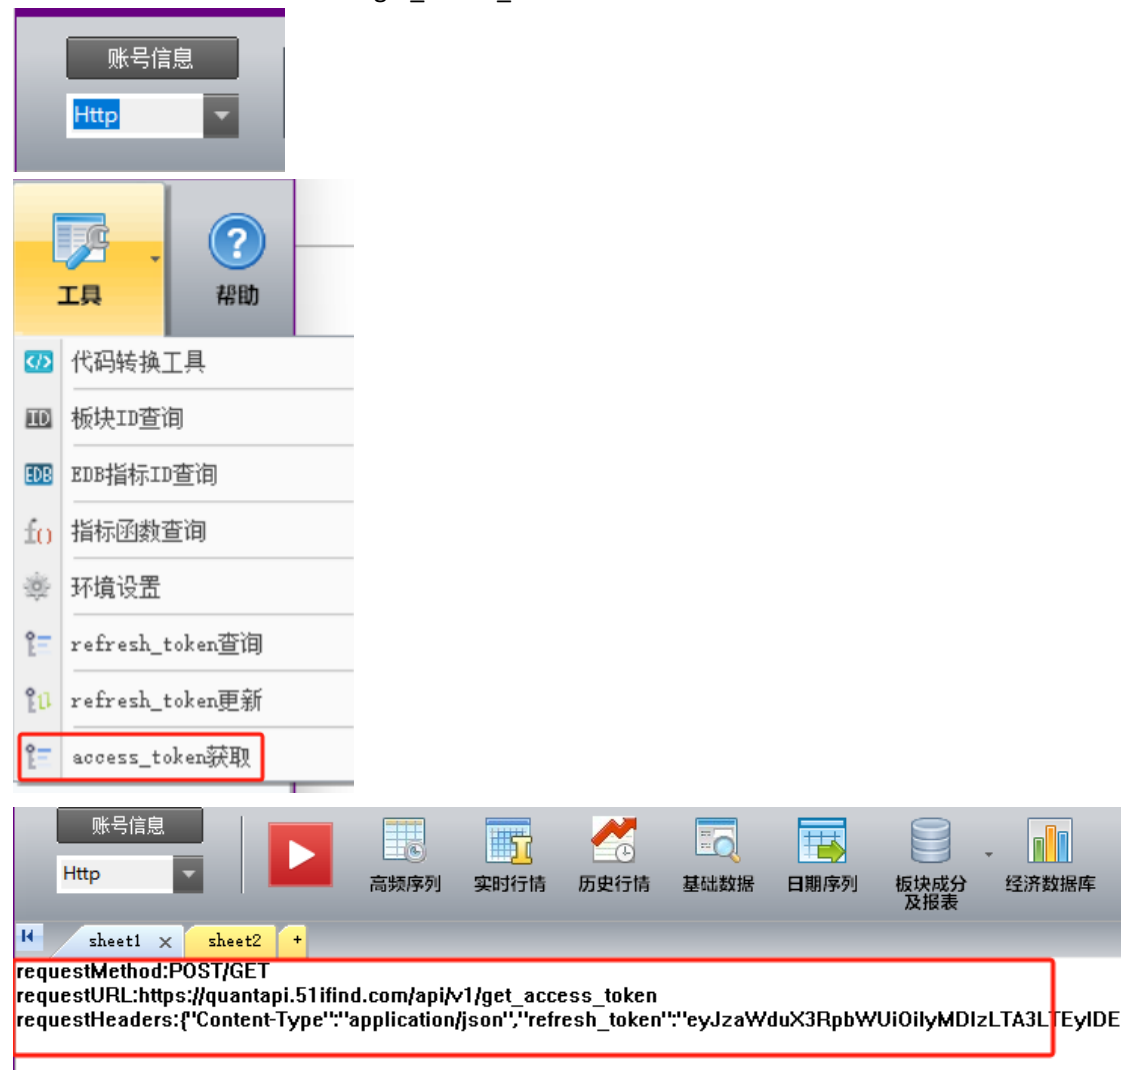 账号信息
Http
工具
帮助
代码转换工具
ID
板块ID查询
EDB
EDB指标ID查询
f()
指标函数查询
环境设置
refresh_token查询
refresh_token更新
access_token获取
账号信息
Http
高频序列
实时行情
历史行情
基础数据
日期序列
板块成分
及报表
经济数据库
sheet1 x sheet2 +
requestMethod:POST/GET
requestURL:https://quantapi.51ifind.com/api/v1/get_access_token
requestHeaders:{"Content-Type":"application/json","refresh_token":"eyJzaWduX3RpbWUiOiIyMDIzLTA3LTEyIDE